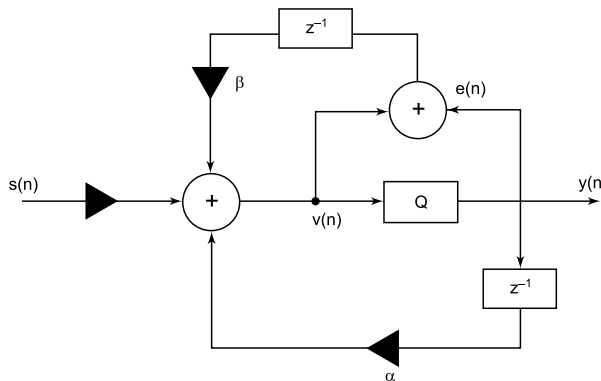 z⁻¹
β
+
e(n)
s(n)
+
v(n)
Q
y(n
z⁻¹
α